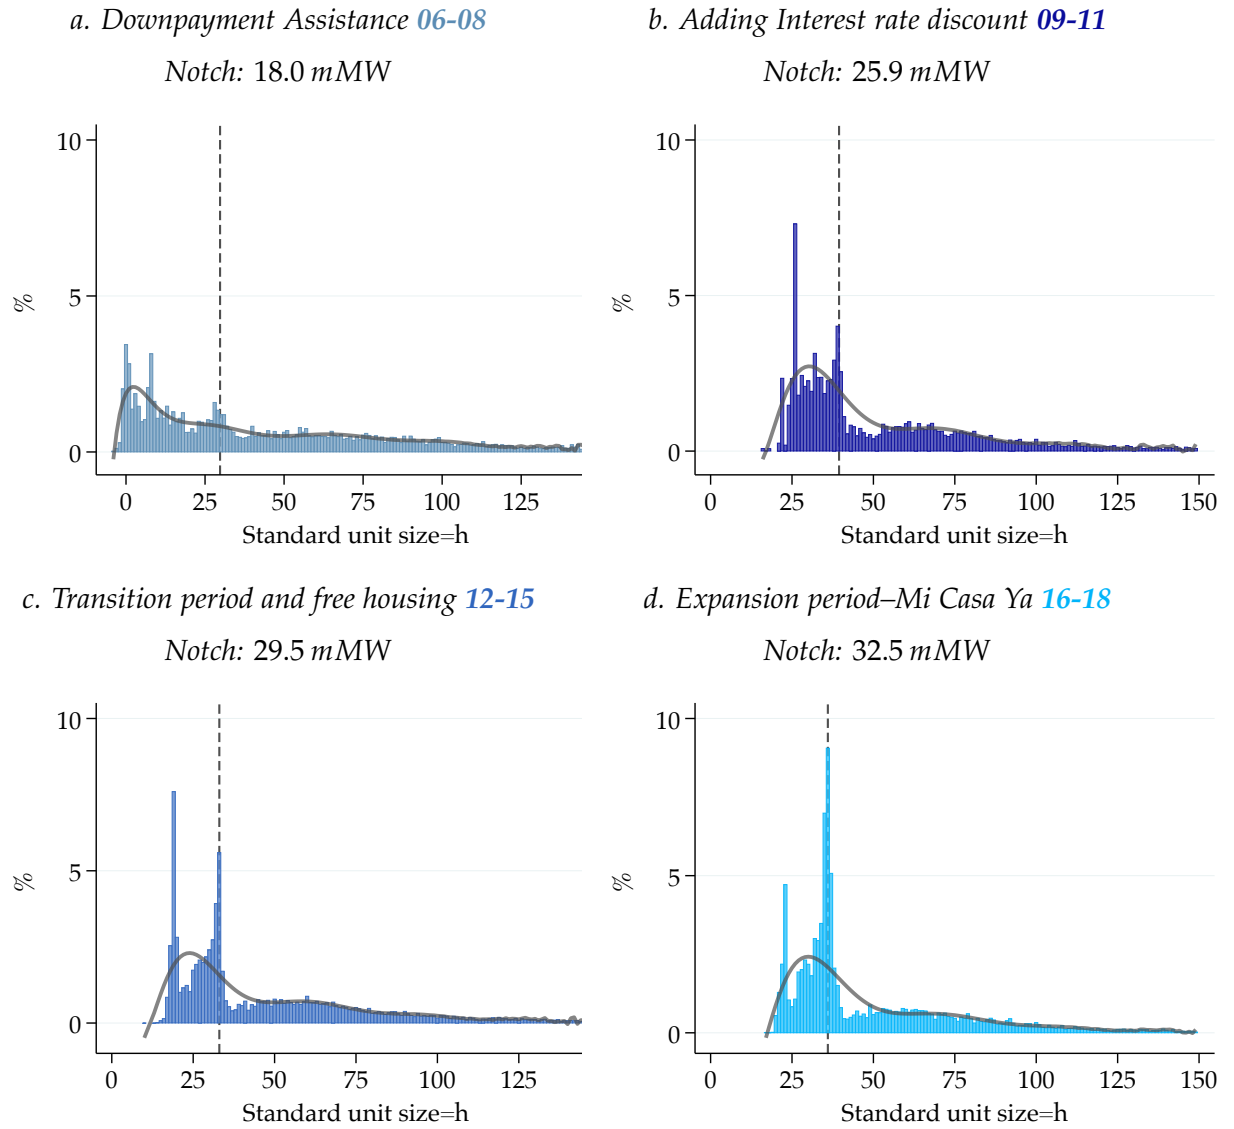 a. Downpayment Assistance 06-08
Notch: 18.0 mMW
10
5
0
%
0 25 50 75 100 125
Standard unit size=h
b. Adding Interest rate discount 09-11
Notch: 25.9 mMW
10
5
0
%
0 25 50 75 100 125 150
Standard unit size=h
c. Transition period and free housing 12-15
Notch: 29.5 mMW
10
5
0
%
0 25 50 75 100 125
Standard unit size=h
d. Expansion period–Mi Casa Ya 16-18
Notch: 32.5 mMW
10
5
0
%
0 25 50 75 100 125 150
Standard unit size=h